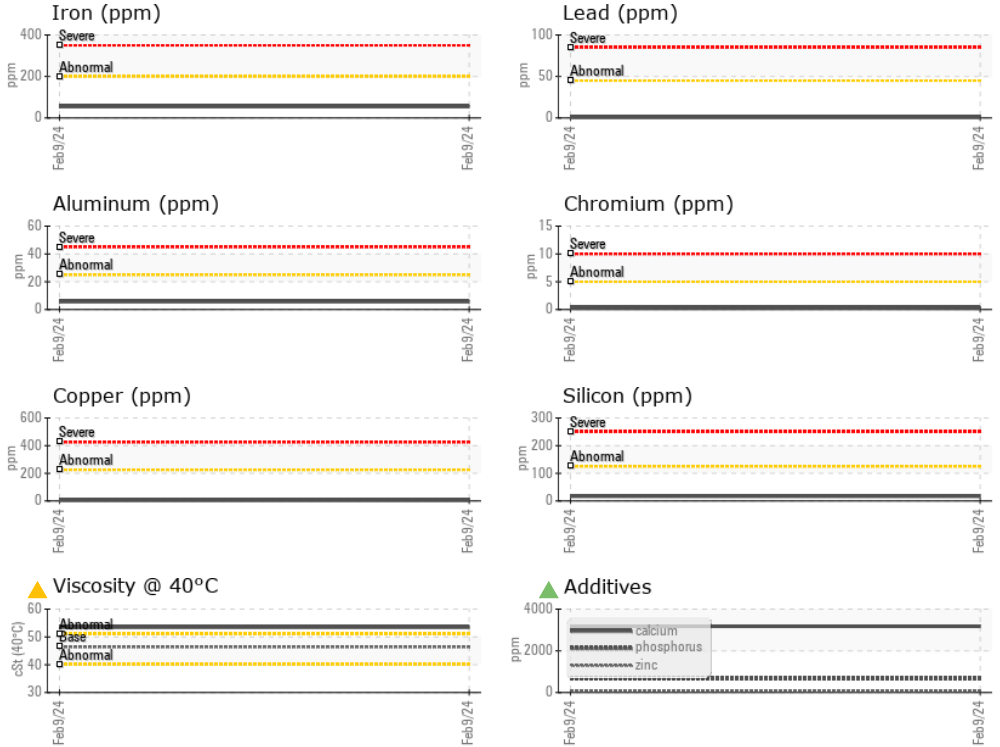 Iron (ppm)
400
Severe
Abnormal
200
0
ppm
Feb9/24
Feb9/24
Lead (ppm)
100
Severe
Abnormal
50
0
ppm
Feb9/24
Feb9/24
Aluminum (ppm)
60
Severe
40
Abnormal
20
0
ppm
Feb9/24
Feb9/24
Chromium (ppm)
15
Severe
10
Abnormal
5
0
ppm
Feb9/24
Feb9/24
Copper (ppm)
600
Severe
400
Abnormal
200
0
ppm
Feb9/24
Feb9/24
Silicon (ppm)
300
Severe
200
Abnormal
100
0
ppm
Feb9/24
Feb9/24
Viscosity @ 40°C
60
Abnormal
50
Base
Abnormal
40
30
cSt (40°C)
Feb9/24
Feb9/24
Additives
4000
calcium
phosphorus
2000
zinc
0
ppm
Feb9/24
Feb9/24